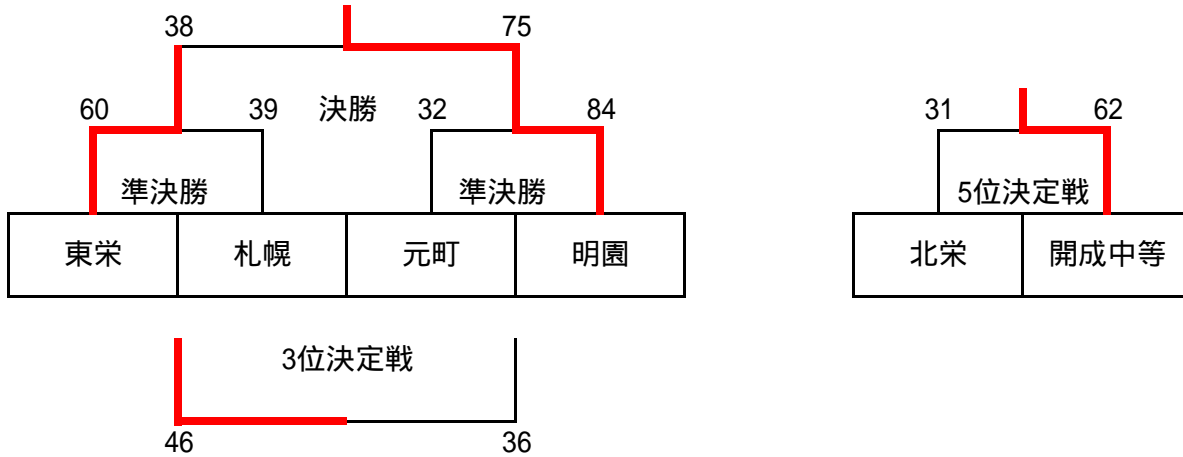 38 75
60 39 決勝 32 84 31 62
準決勝 準決勝 5位決定戦
東栄 札幌 元町 明園 北栄 開成中等
3位決定戦
46 36